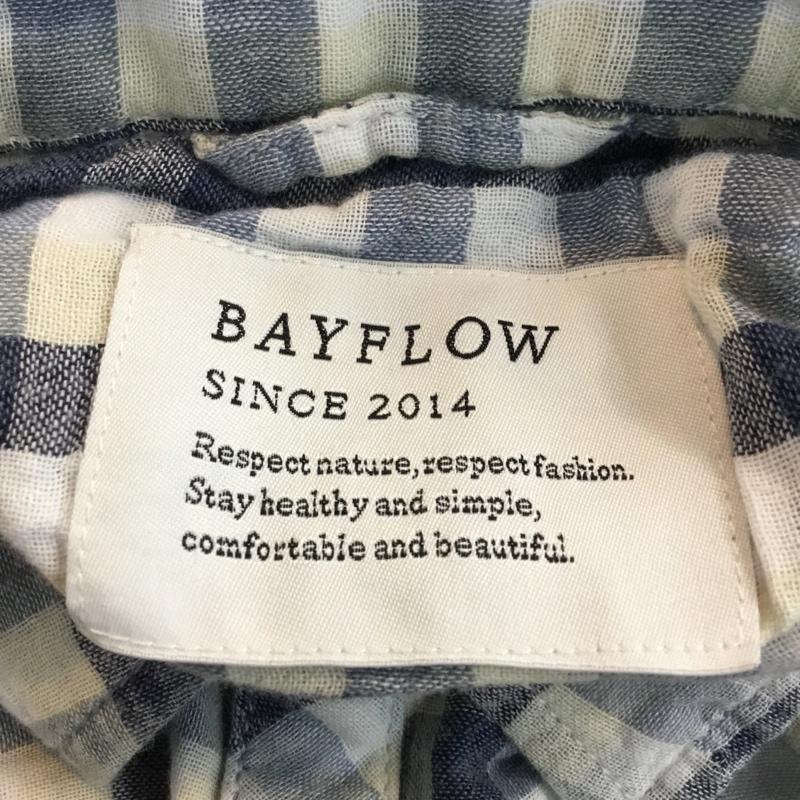 BAYFLOW
SINCE 2014
Respect nature, respect fashion.
Stay healthy and simple,
comfortable and beautiful.